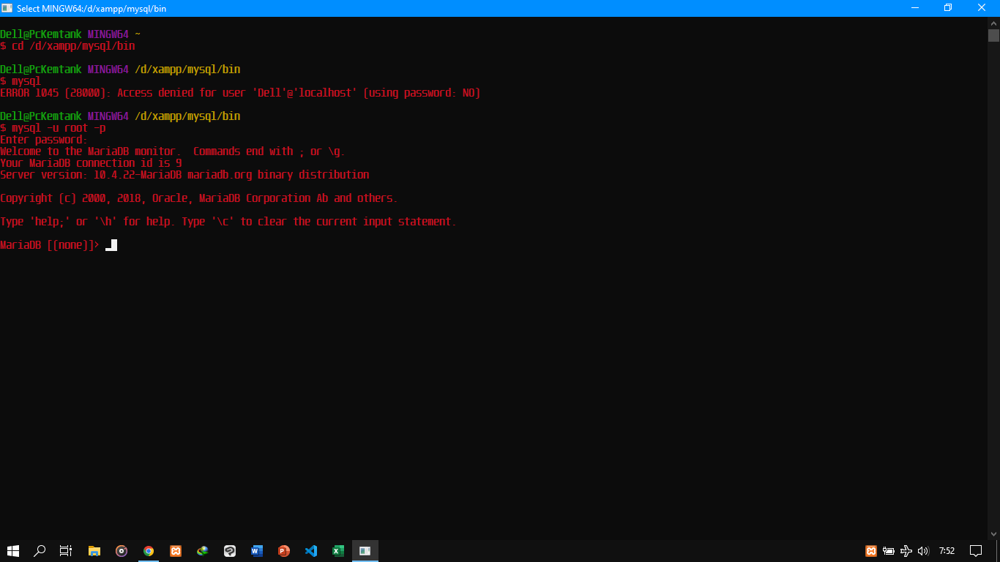 Select MINGW64:/d/xampp/mysql/bin
Dell@PcKemtank MINGW64 ~
$ cd /d/xampp/mysql/bin
Dell@PcKemtank MINGW64 /d/xampp/mysql/bin
$ mysql
ERROR 1045 (28000): Access denied for user 'Dell'@'localhost' (using password: NO)
Dell@PcKemtank MINGW64 /d/xampp/mysql/bin
$ mysql -u root -p
Enter password:
Welcome to the MariaDB monitor.  Commands end with ; or \g.
Your MariaDB connection id is 9
Server version: 10.4.22-MariaDB mariadb.org binary distribution
Copyright (c) 2000, 2018, Oracle, MariaDB Corporation Ab and others.
Type 'help;' or '\h' for help. Type '\c' to clear the current input statement.
MariaDB [(none)]> _
7:52